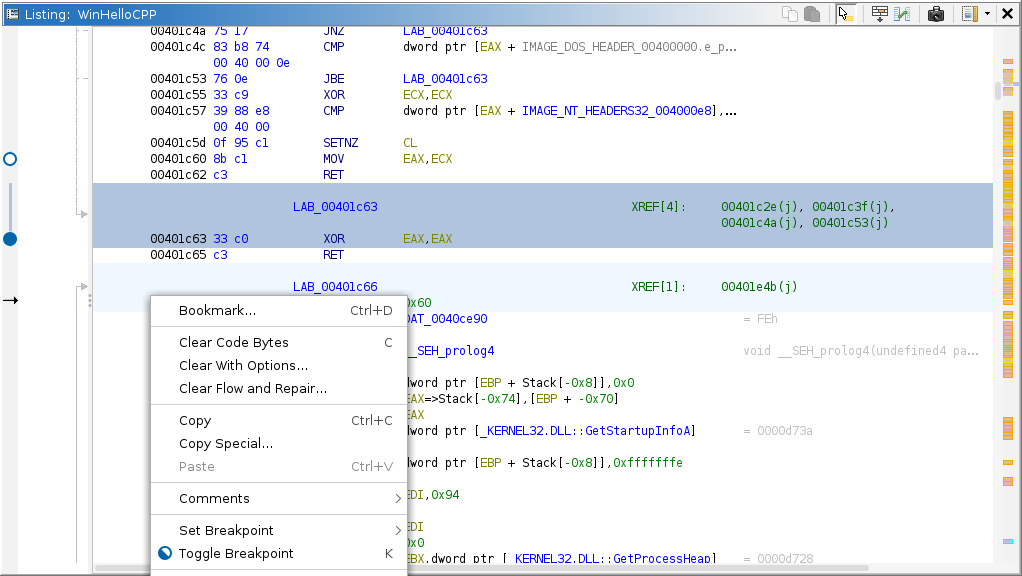 Listing: WinHelloCPP
00401c4a 75 17 JNZ LAB_00401c63
00401c4c 83 b8 74 CMP dword ptr [EAX + IMAGE_DOS_HEADER_00400000.e_p...
00 40 00 0e
00401c53 76 0e JBE LAB_00401c63
00401c55 33 c9 XOR ECX,ECX
00401c57 39 88 e8 CMP dword ptr [EAX + IMAGE_NT_HEADERS32_004000e8],...
00 40 00
00401c5d 0f 95 c1 SETNZ CL
00401c60 8b c1 MOV EAX,ECX
00401c62 c3 RET
LAB_00401c63 XREF[4]: 00401c2e(j), 00401c3f(j),
00401c4a(j), 00401c53(j)
00401c63 33 c0 XOR EAX,EAX
00401c65 c3 RET
LAB_00401c66 XREF[1]: 00401e4b(j)
0x60
DAT_0040ce90 = FEh
__SEH_prolog4 void __SEH_prolog4(undefined4 pa...
dword ptr [EBP + Stack[-0x8]],0x0
EAX=>Stack[-0x74],[EBP + -0x70]
EAX
dword ptr [_KERNEL32.DLL::GetStartupInfoA] = 0000d73a
dword ptr [EBP + Stack[-0x8]],0xfffffffe
EDI,0x94
EDI
0x0
EBX,dword ptr [_KERNEL32.DLL::GetProcessHeap] = 0000d728
Bookmark... Ctrl+D
Clear Code Bytes C
Clear With Options...
Clear Flow and Repair...
Copy Ctrl+C
Copy Special...
Paste Ctrl+V
Comments
Set Breakpoint
Toggle Breakpoint K